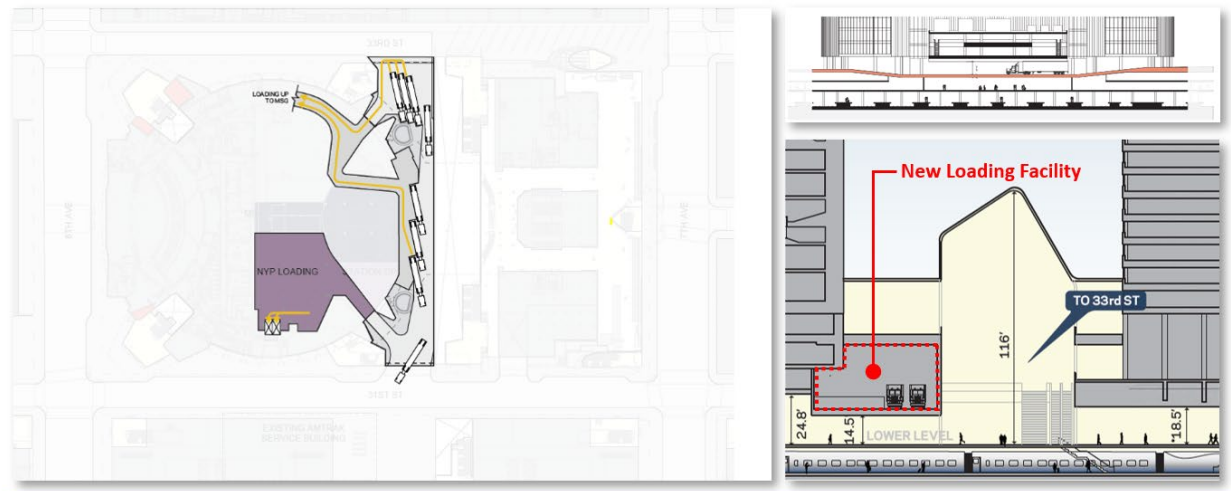 33RD ST
LOADING UP
TO MSG
8TH AVE
7TH AVE
NYP LOADING
31ST ST
EXISTING AMTRAK
SERVICE BUILDING
New Loading Facility
TO 33rd ST
116'
24.8'
14.5'
LOWER LEVEL
18.5'